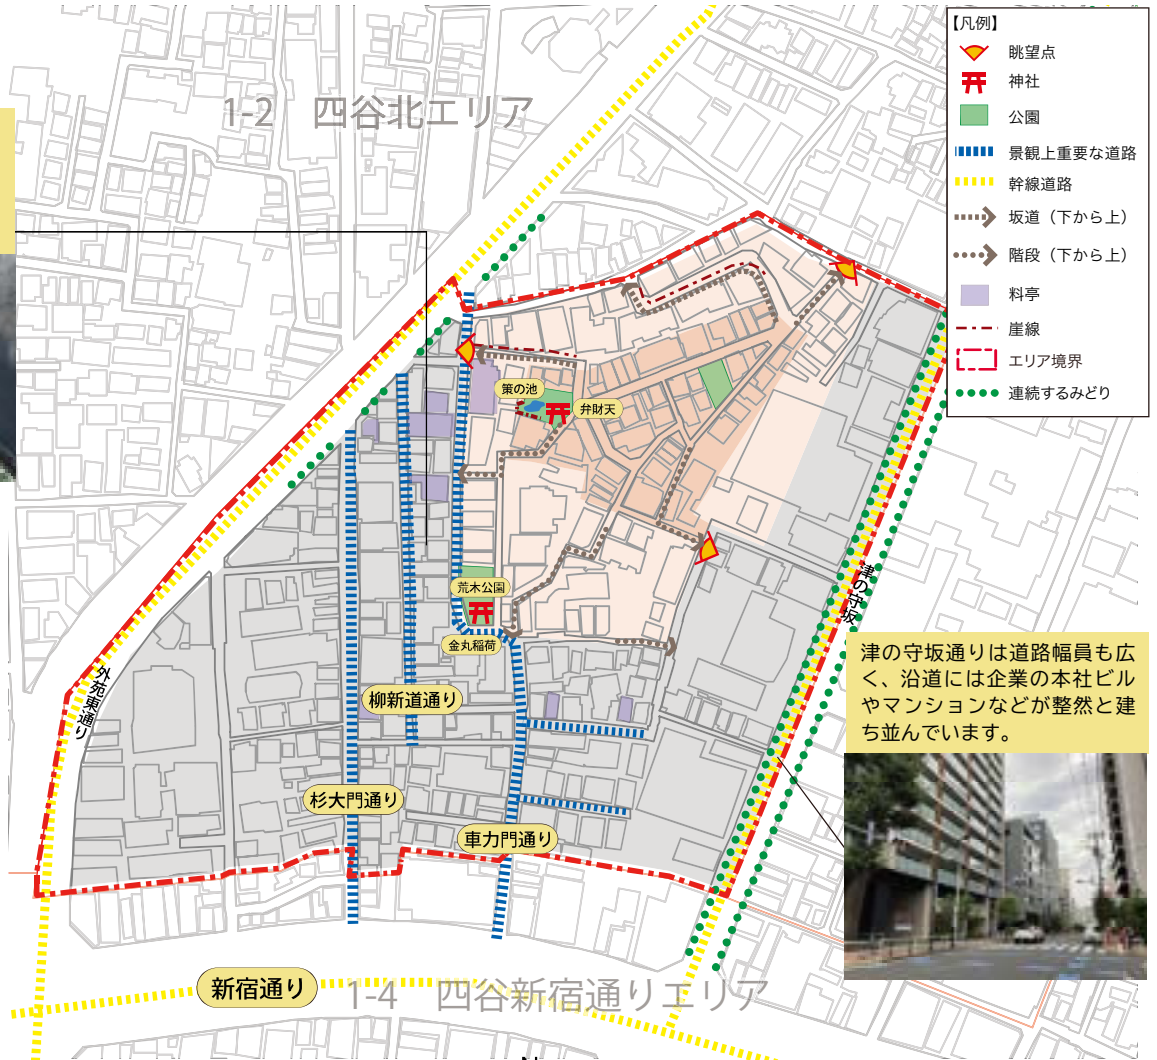 【凡例】
眺望点
神社
公園
景観上重要な道路
幹線道路
坂道（下から上）
階段（下から上）
料亭
崖線
エリア境界
連続するみどり
1-2 四谷北エリア
策の池
弁財天
荒木公園
金丸稲荷
柳新道通り
杉大門通り
車力門通り
外苑東通り
津の守坂
津の守坂通りは道路幅員も広
く、沿道には企業の本社ビル
やマンションなどが整然と建
ち並んでいます。
新宿通り
1-4 四谷新宿通りエリア